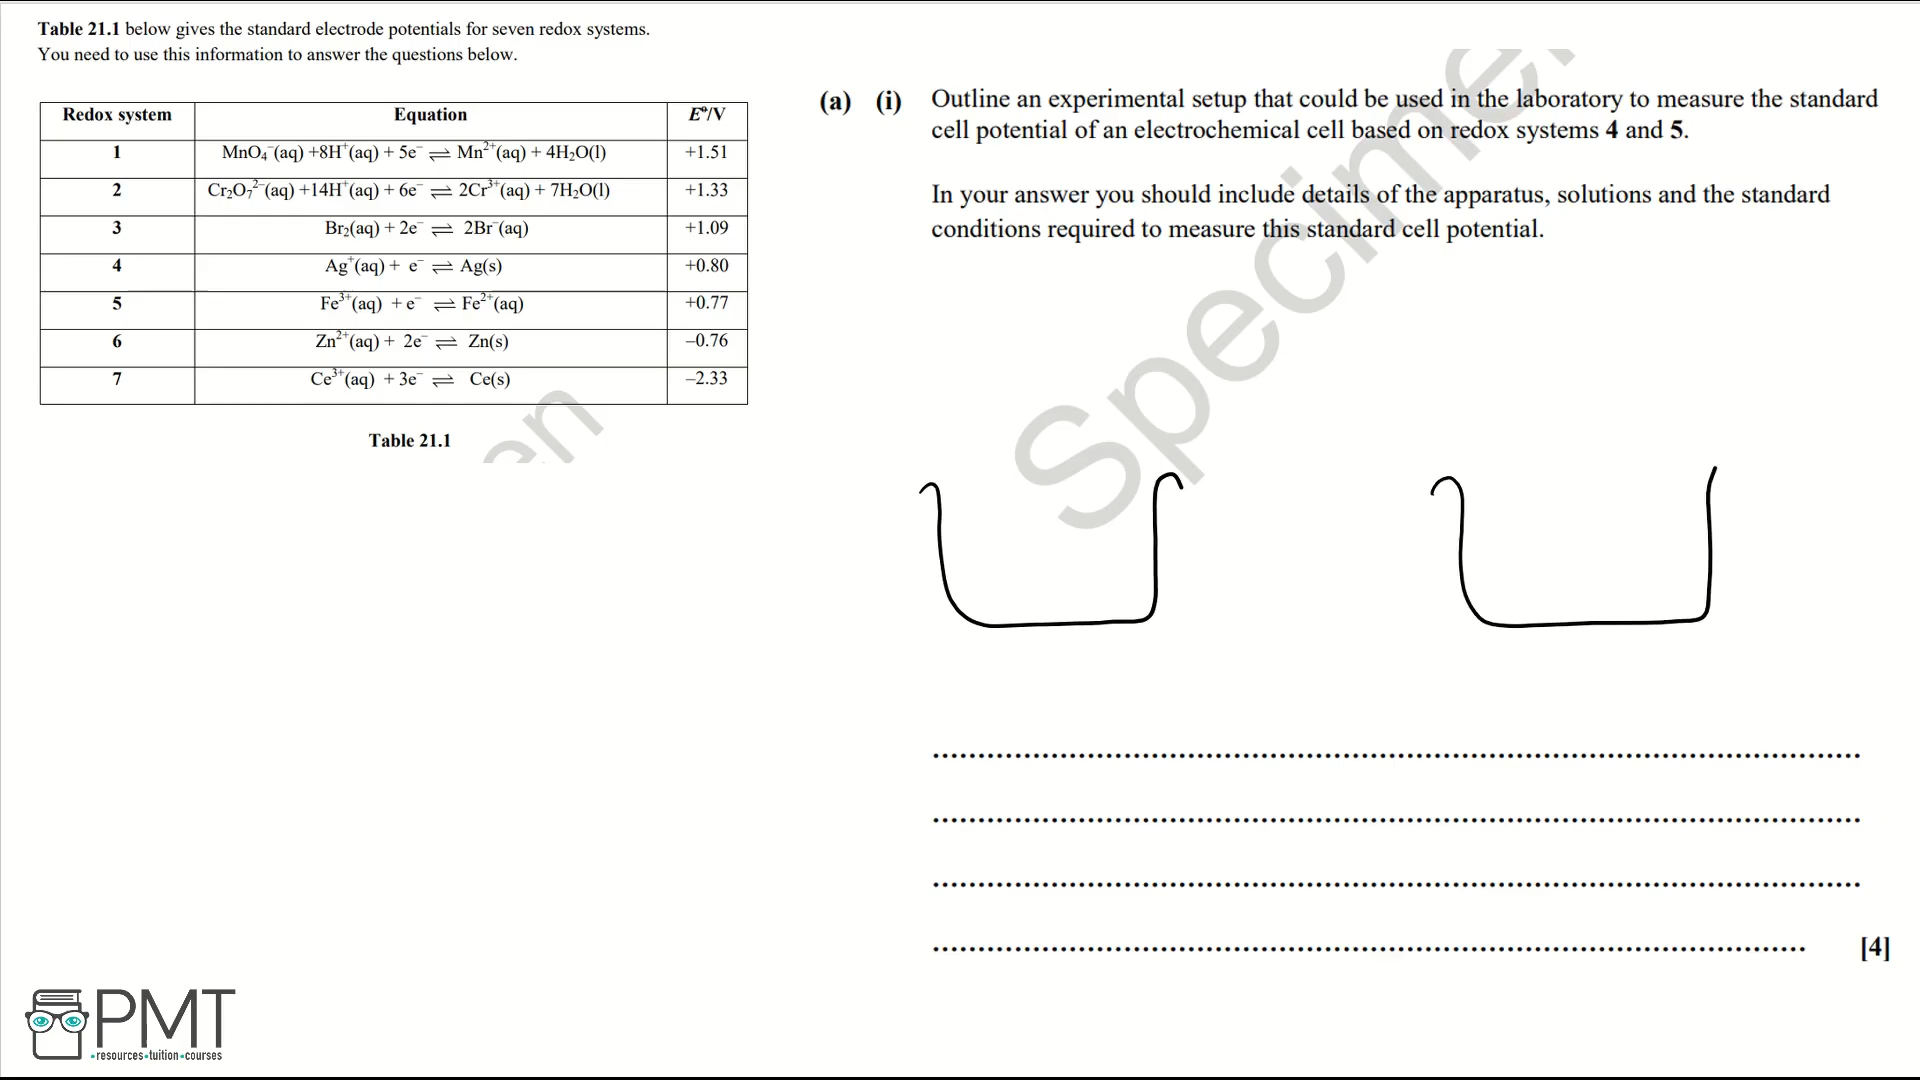 Table 21.1 below gives the standard electrode potentials for seven redox systems.
You need to use this information to answer the questions below.
Redox system Equation E⦵/V
1 MnO₄⁻(aq) +8H⁺(aq) + 5e⁻ ⇌ Mn²⁺(aq) + 4H₂O(l) +1.51
2 Cr₂O₇²⁻(aq) +14H⁺(aq) + 6e⁻ ⇌ 2Cr³⁺(aq) + 7H₂O(l) +1.33
3 Br₂(aq) + 2e⁻ ⇌ 2Br⁻(aq) +1.09
4 Ag⁺(aq) + e⁻ ⇌ Ag(s) +0.80
5 Fe³⁺(aq) + e⁻ ⇌ Fe²⁺(aq) +0.77
6 Zn²⁺(aq) + 2e⁻ ⇌ Zn(s) –0.76
7 Ce³⁺(aq) + 3e⁻ ⇌ Ce(s) –2.33
Table 21.1
en
(a) (i) Outline an experimental setup that could be used in the laboratory to measure the standard
cell potential of an electrochemical cell based on redox systems 4 and 5.
In your answer you should include details of the apparatus, solutions and the standard
conditions required to measure this standard cell potential.
Specimen
[4]
PMT
•resources•tuition•courses